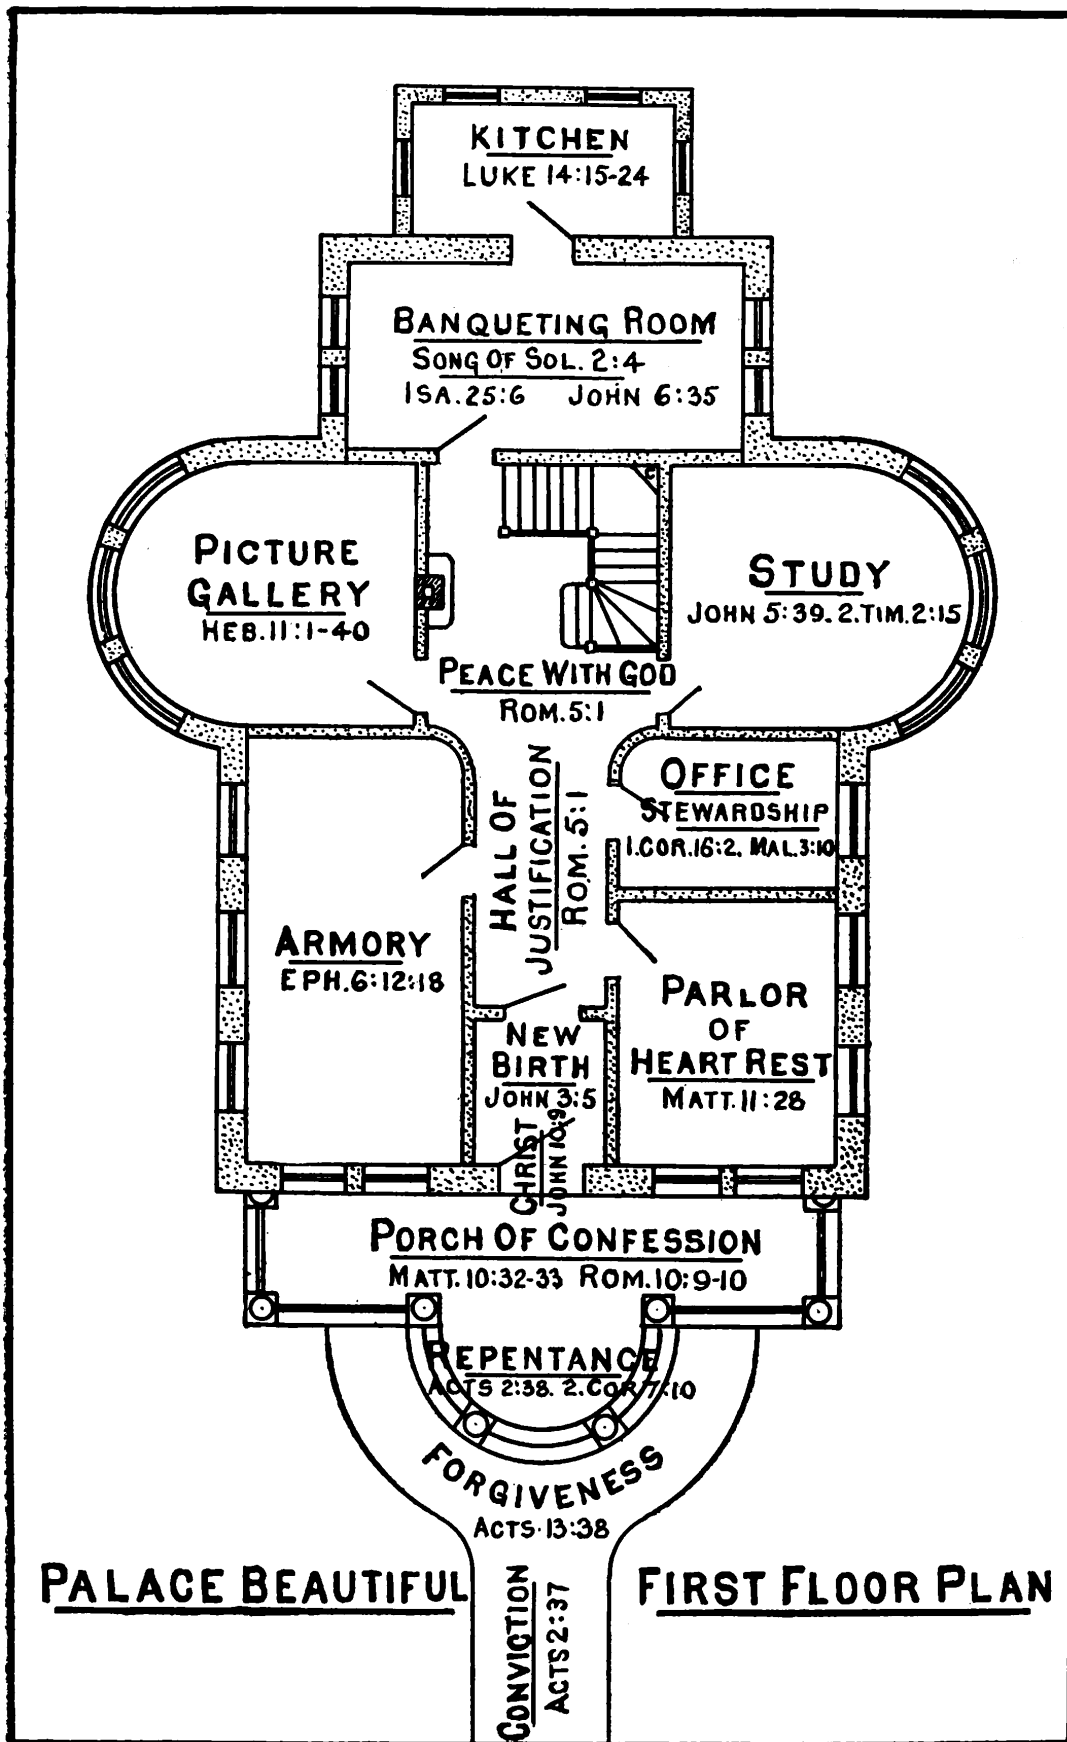 KITCHEN
LUKE 14:15-24
BANQUETING ROOM
SONG OF SOL. 2:4
ISA. 25:6 JOHN 6:35
PICTURE
GALLERY
HEB. 11:1-40
STUDY
JOHN 5:39. 2. TIM. 2:15
PEACE WITH GOD
ROM. 5:1
HALL OF
JUSTIFICATION
ROM. 5:1
OFFICE
STEWARDSHIP
1. COR. 16:2. MAL. 3:10
ARMORY
EPH. 6:12:18
PARLOR
OF
HEART REST
MATT. 11:28
NEW
BIRTH
JOHN 3:5
CHRIST
JOHN 10:9
PORCH OF CONFESSION
MATT. 10:32-33 ROM. 10:9-10
REPENTANCE
ACTS 2:38. 2. COR 7:10
FORGIVENESS
ACTS. 13:38
PALACE BEAUTIFUL
FIRST FLOOR PLAN
CONVICTION
ACTS 2:37